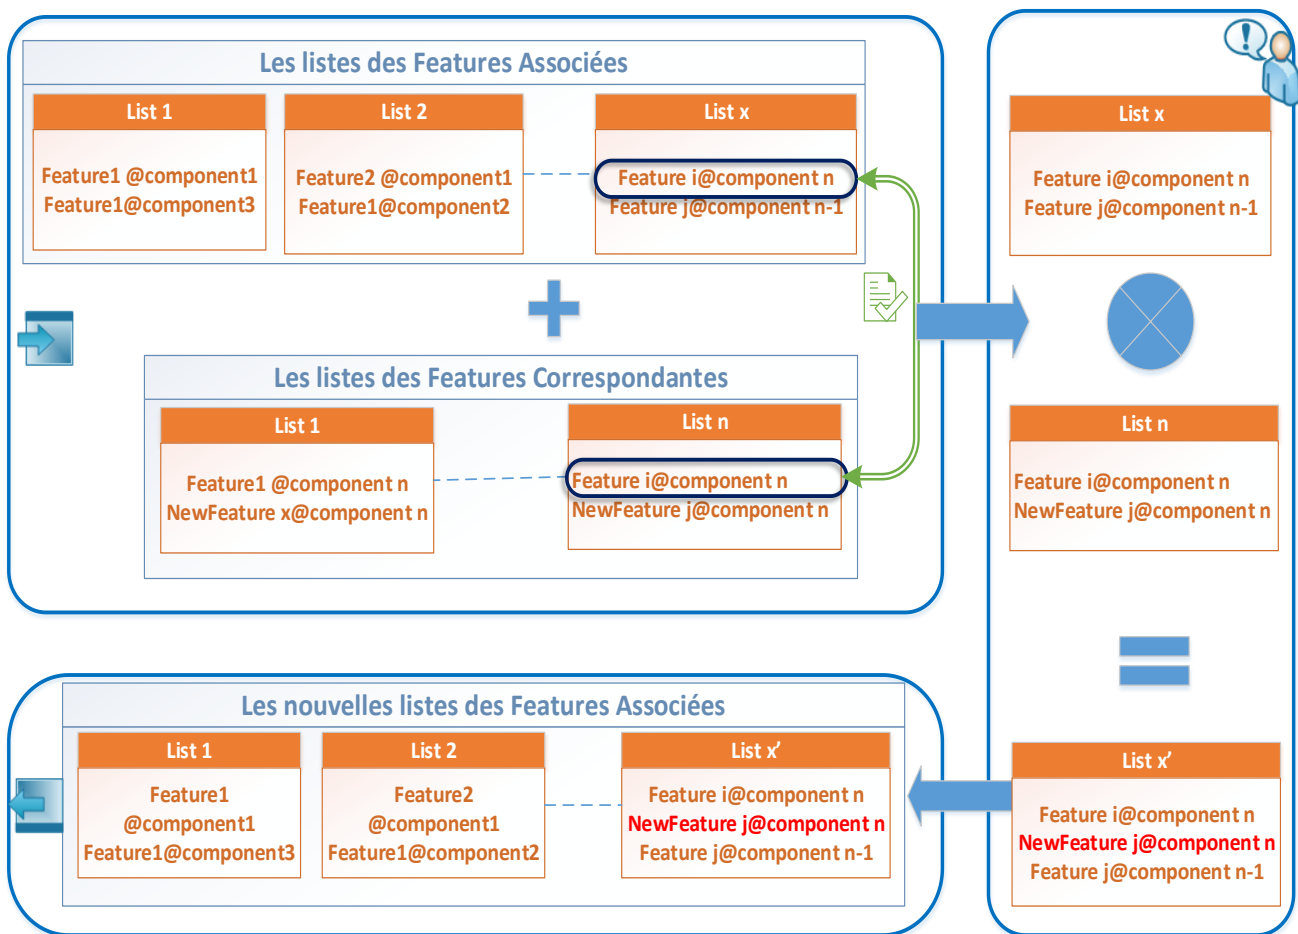 Les listes des Features Associées
List 1
Feature1 @component1
Feature1@component3
List 2
Feature2 @component1
Feature1@component2
List x
Feature i@component n
Feature j@component n-1
Les listes des Features Correspondantes
List 1
Feature1 @component n
NewFeature x@component n
List n
Feature i@component n
NewFeature j@component n
List x
Feature i@component n
Feature j@component n-1
List n
Feature i@component n
NewFeature j@component n
List x’
Feature i@component n
NewFeature j@component n
Feature j@component n-1
Les nouvelles listes des Features Associées
List 1
Feature1
@component1
Feature1@component3
List 2
Feature2
@component1
Feature1@component2
List x’
Feature i@component n
NewFeature j@component n
Feature j@component n-1